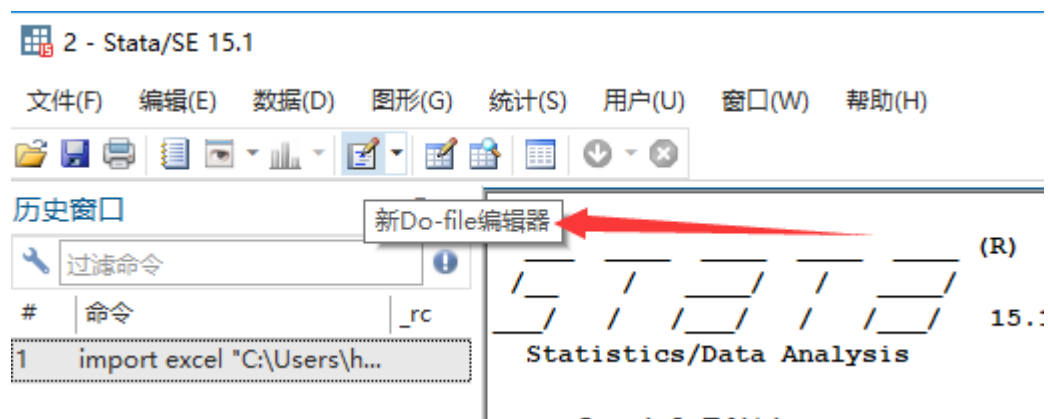 2 - Stata/SE 15.1
文件(F) 编辑(E) 数据(D) 图形(G) 统计(S) 用户(U) 窗口(W) 帮助(H)
历史窗口
新Do-file编辑器
过滤命令
# 命令 _rc
1 import excel "C:\Users\h...
(R)
15.1
Statistics/Data Analysis